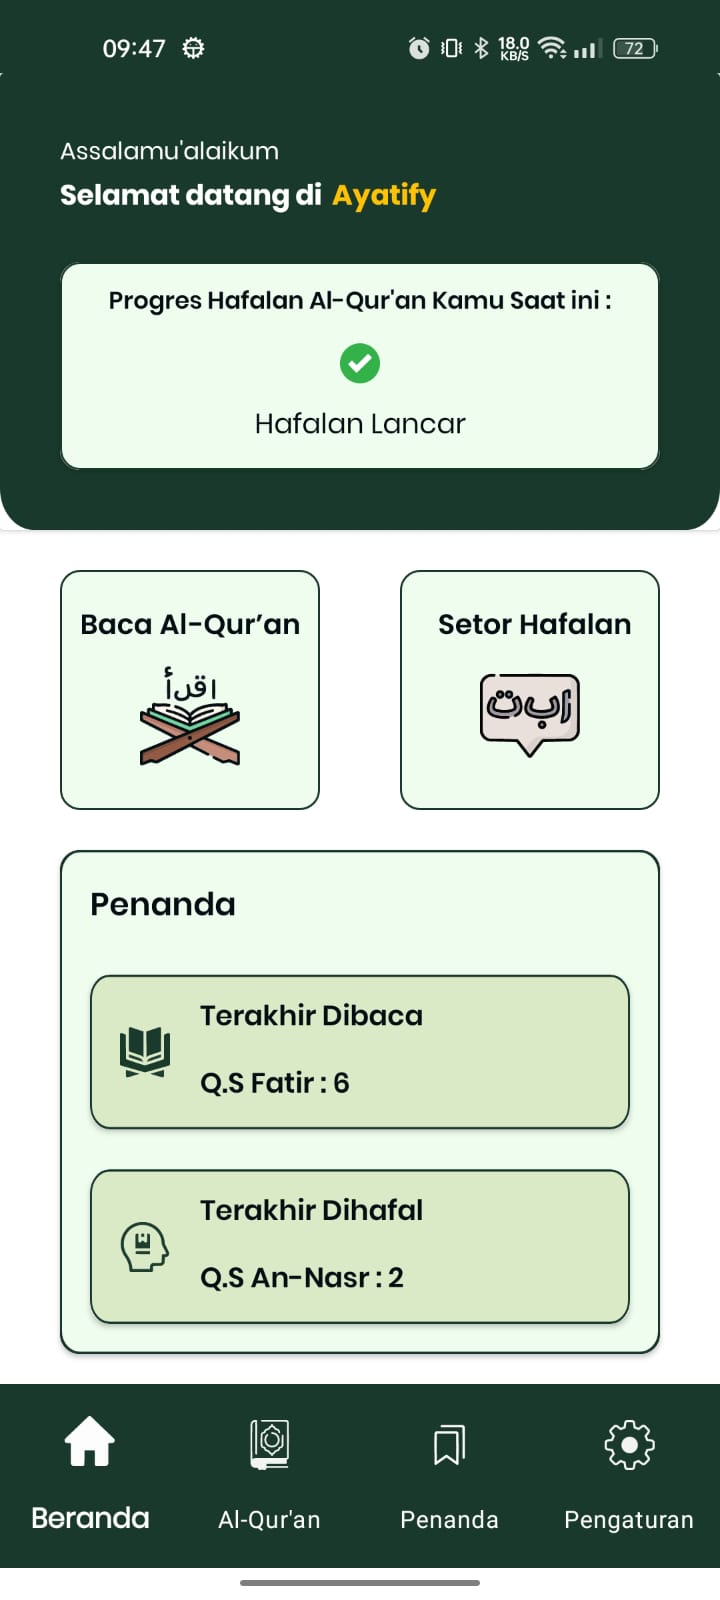 09:47
18.0
KB/S
72
Assalamu'alaikum
Selamat datang di Ayatify
Progres Hafalan Al-Qur'an Kamu Saat ini :
Hafalan Lancar
Baca Al-Qur’an
اقرأ
Setor Hafalan
أب ت
Penanda
Terakhir Dibaca
Q.S Fatir : 6
Terakhir Dihafal
Q.S An-Nasr : 2
Beranda
Al-Qur'an
Penanda
Pengaturan